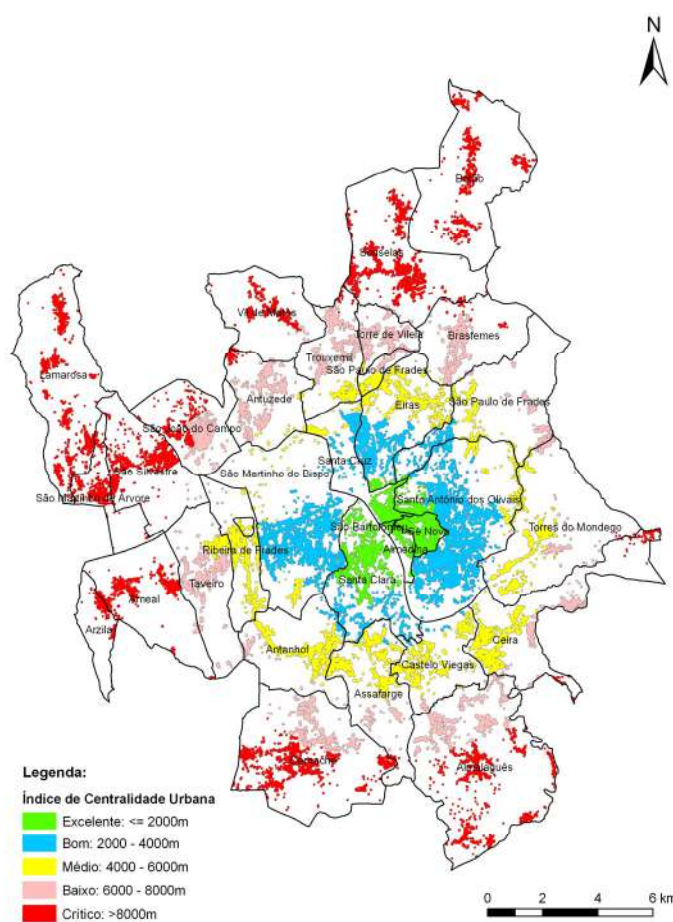 N
Botão
Souselas
Vil de Matos
Torre de Vilela
Brasfemes
Trouxemil
São Paulo de Frades
Lamarosa
Antuzede
Eiras
São Paulo de Frades
São João do Campo
Santa Cruz
São Silvestre
São Martinho do Bispo
São Martinho de Árvore
Santo António dos Olivais
São Bartolomeu
Sé Nova
Torres do Mondego
Ribeira de Frades
Almedina
Taveiro
Santa Clara
Ameal
Arzila
Antanhol
Ceira
Castelo Viegas
Assafarge
Cernache
Almalaguês
Legenda:
Índice de Centralidade Urbana
Excelente: <= 2000m
Bom: 2000 - 4000m
Médio: 4000 - 6000m
Baixo: 6000 - 8000m
Critico: >8000m
0 2 4 6 km